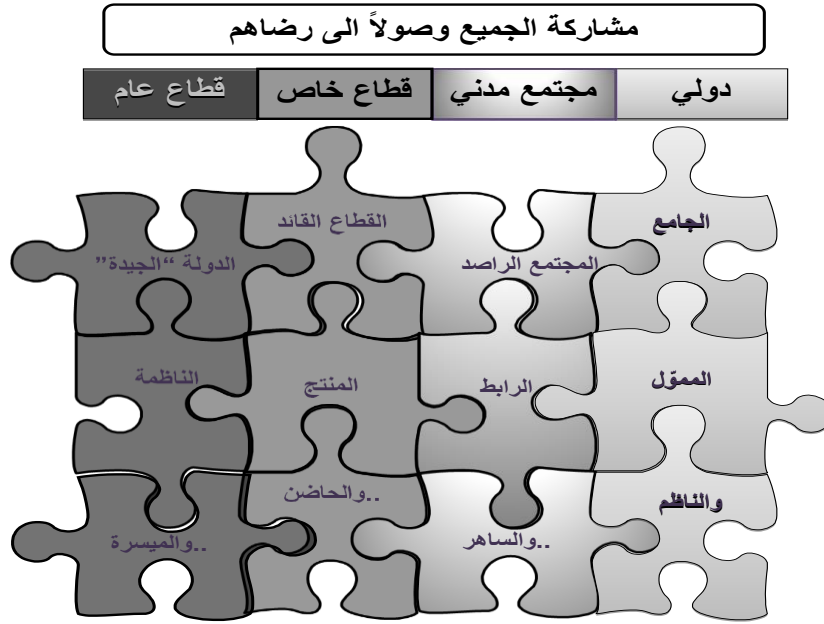 مشاركة الجميع وصولاً الى رضاهم
دولي
مجتمع مدني
قطاع خاص
قطاع عام
الجامع
المجتمع الراصد
القطاع القائد
الدولة “الجيدة”
المموّل
الرابط
المنتج
الناظمة
والناظم
..والساهر
..والحاضن
..والميسرة